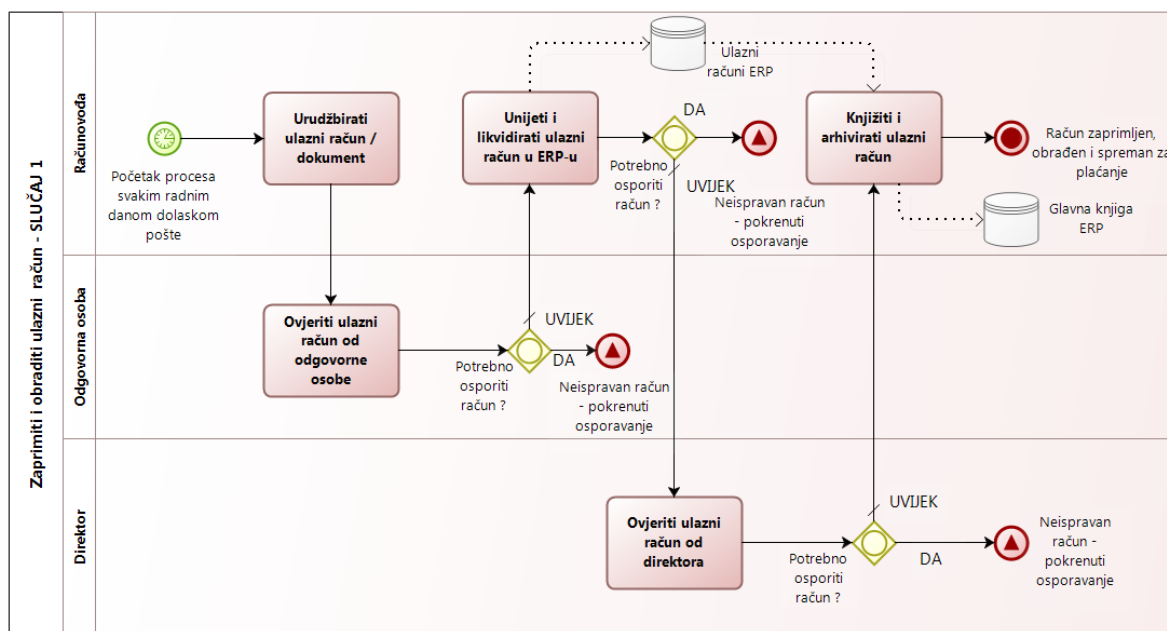 Zaprimiti i obraditi ulazni račun - SLUČAJ 1
Računovođa
Početak procesa
svakim radnim
danom dolaskom
pošte
Urudžbirati
ulazni račun /
dokument
Unijeti i
likvidirati ulazni
račun u ERP-u
Ulazni
računi ERP
Potrebno
osporiti
račun ?
DA
UVIJEK
Neispravan račun
- pokrenuti
osporavanje
Knjižiti i
arhivirati ulazni
račun
Račun zaprimljen,
obrađen i spreman za
plaćanje
Glavna knjiga
ERP
Odgovorna osoba
Ovjeriti ulazni
račun od
odgovorne
osobe
Potrebno
osporiti
račun ?
UVIJEK
DA
Neispravan račun
- pokrenuti
osporavanje
Direktor
Ovjeriti ulazni
račun od
direktora
Potrebno
osporiti
račun ?
UVIJEK
DA
Neispravan
račun -
pokrenuti
osporavanje